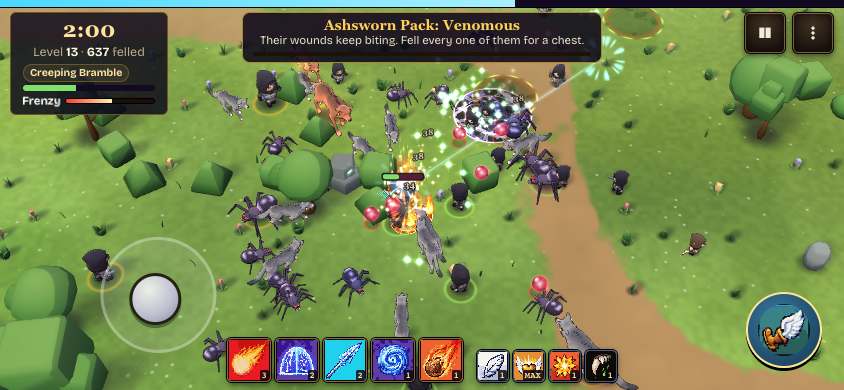 2:00
Level 13 · 637 felled
Creeping Bramble
Frenzy
Ashsworn Pack: Venomous
Their wounds keep biting. Fell every one of them for a chest.
38
38
38
34
3
2
2
1
1
1
MAX
1
1